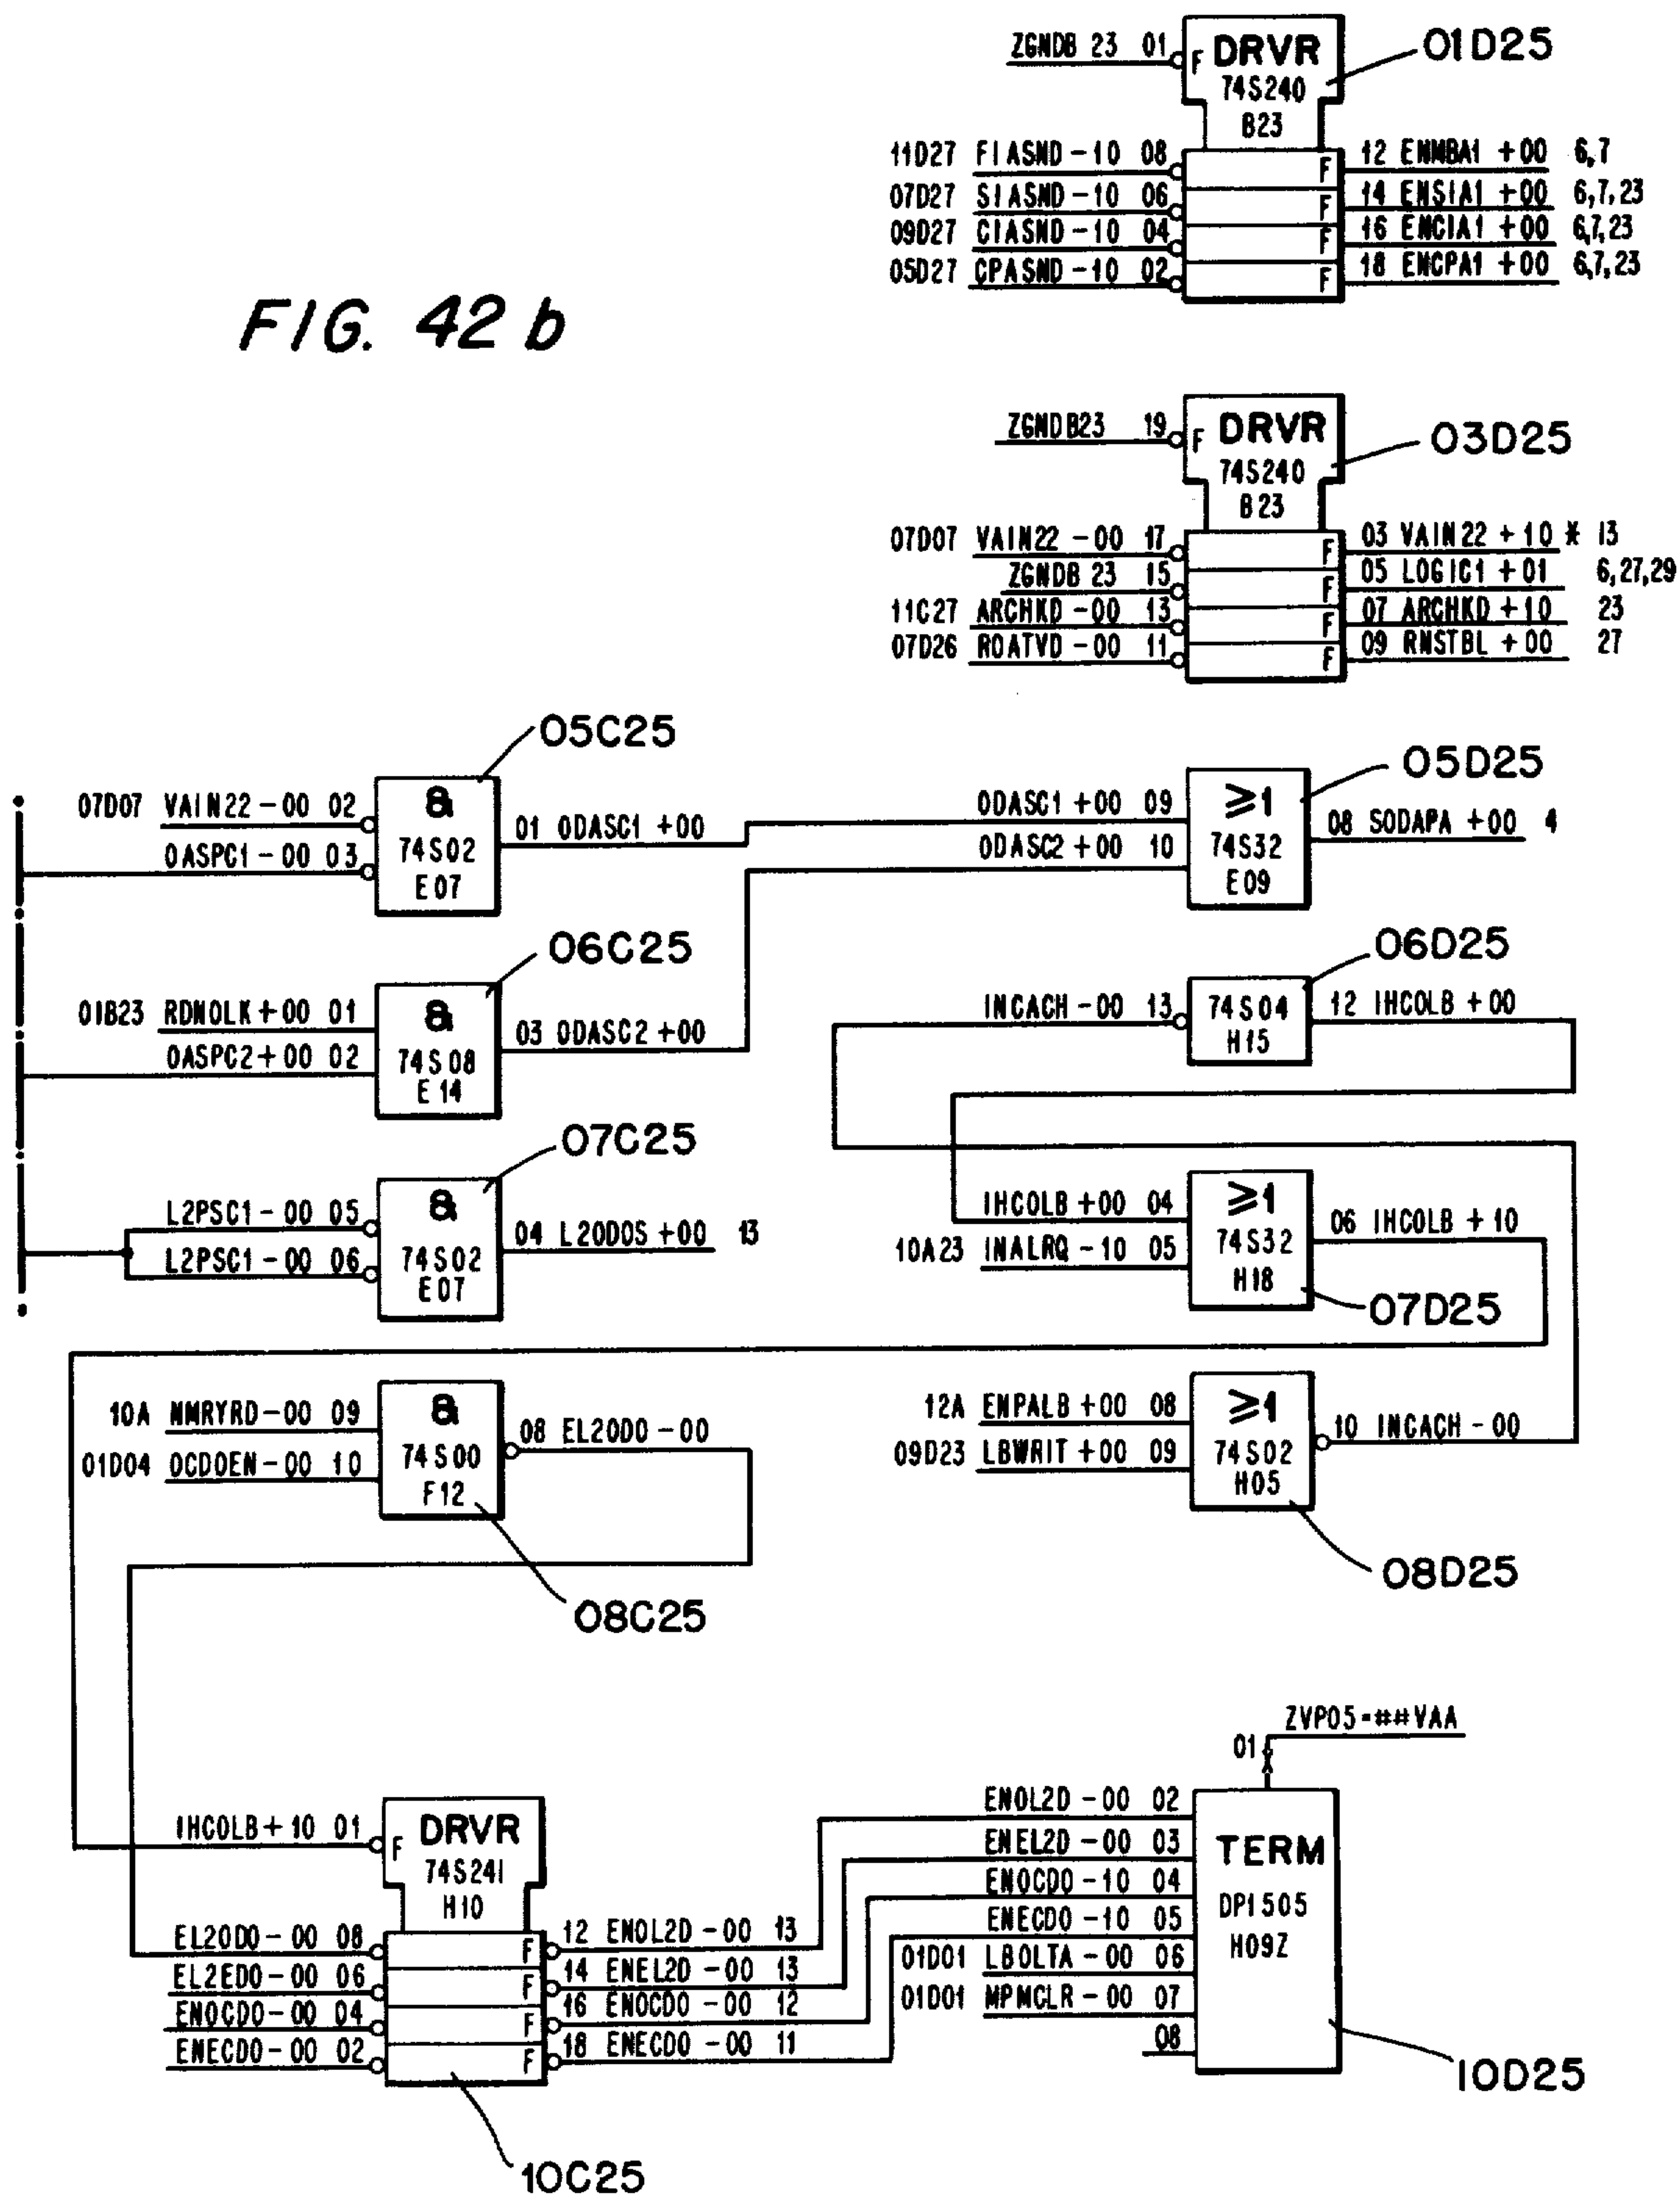 FIG. 42 b
ZGNDB 23 01
F DRVR
74S240
B23
01D25
11D27 FIASND -10 08
F 12 ENMBA1 +00 6,7
07D27 SIASND -10 06
F 14 ENSIA1 +00 6,7,23
09D27 CIASND -10 04
F 16 ENCIA1 +00 6,7,23
05D27 CPASND -10 02
F 18 ENCPA1 +00 6,7,23
ZGNDB23 19
F DRVR
74S240
B23
03D25
07D07 VAIN22 -00 17
F 03 VAIN22 +10 * 13
ZGNDB 23 15
F 05 LOGIC1 +01 6,27,29
11C27 ARCHKD -00 13
F 07 ARCHKD +10 23
07D26 ROATVD -00 11
F 09 RNSTBL +00 27
05C25
07D07 VAIN22 -00 02
OASPC1 -00 03
&
74S02
E07
01 ODASC1 +00
05D25
ODASC1 +00 09
ODASC2 +00 10
≥1
74S32
E09
08 SODAPA +00 4
06C25
01B23 RDNOLK+00 01
OASPC2+00 02
&
74S08
E14
03 ODASC2 +00
06D25
INCACH -00 13
74S04
H15
12 IHCOLB +00
07C25
L2PSC1 -00 05
L2PSC1 -00 06
&
74S02
E07
04 L2ODOS +00 13
IHCOLB +00 04
10A23 INALRQ -10 05
≥1
74S32
H18
06 IHCOLB +10
07D25
10A MMRYRD-00 09
01D04 OCDOEN-00 10
&
74S00
F12
08 EL2ODO -00
08C25
12A ENPALB +00 08
09D23 LBWRIT +00 09
≥1
74S02
H05
10 INCACH -00
08D25
IHCOLB+10 01
F DRVR
74S241
H10
EL2ODO -00 08
F 12 ENOL2D -00 13
EL2EDO -00 06
F 14 ENEL2D -00 13
ENOCDO -00 04
F 16 ENOCDO -00 12
ENECDO -00 02
F 18 ENECDO -00 11
10C25
ZVP05-##VAA
01
ENOL2D -00 02
ENEL2D -00 03
ENOCDO -10 04
ENECDO -10 05
01D01 LBOLTA -00 06
01D01 MPMCLR -00 07
08
TERM
DP1505
H09Z
10D25